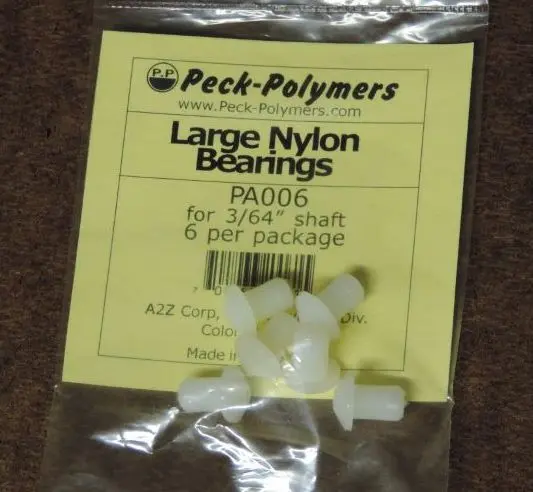 P.P Peck-Polymers
www.Peck-Polymers.com
Large Nylon
Bearings
PA006
for 3/64" shaft
6 per package
A2Z Corp, Div.
Made in